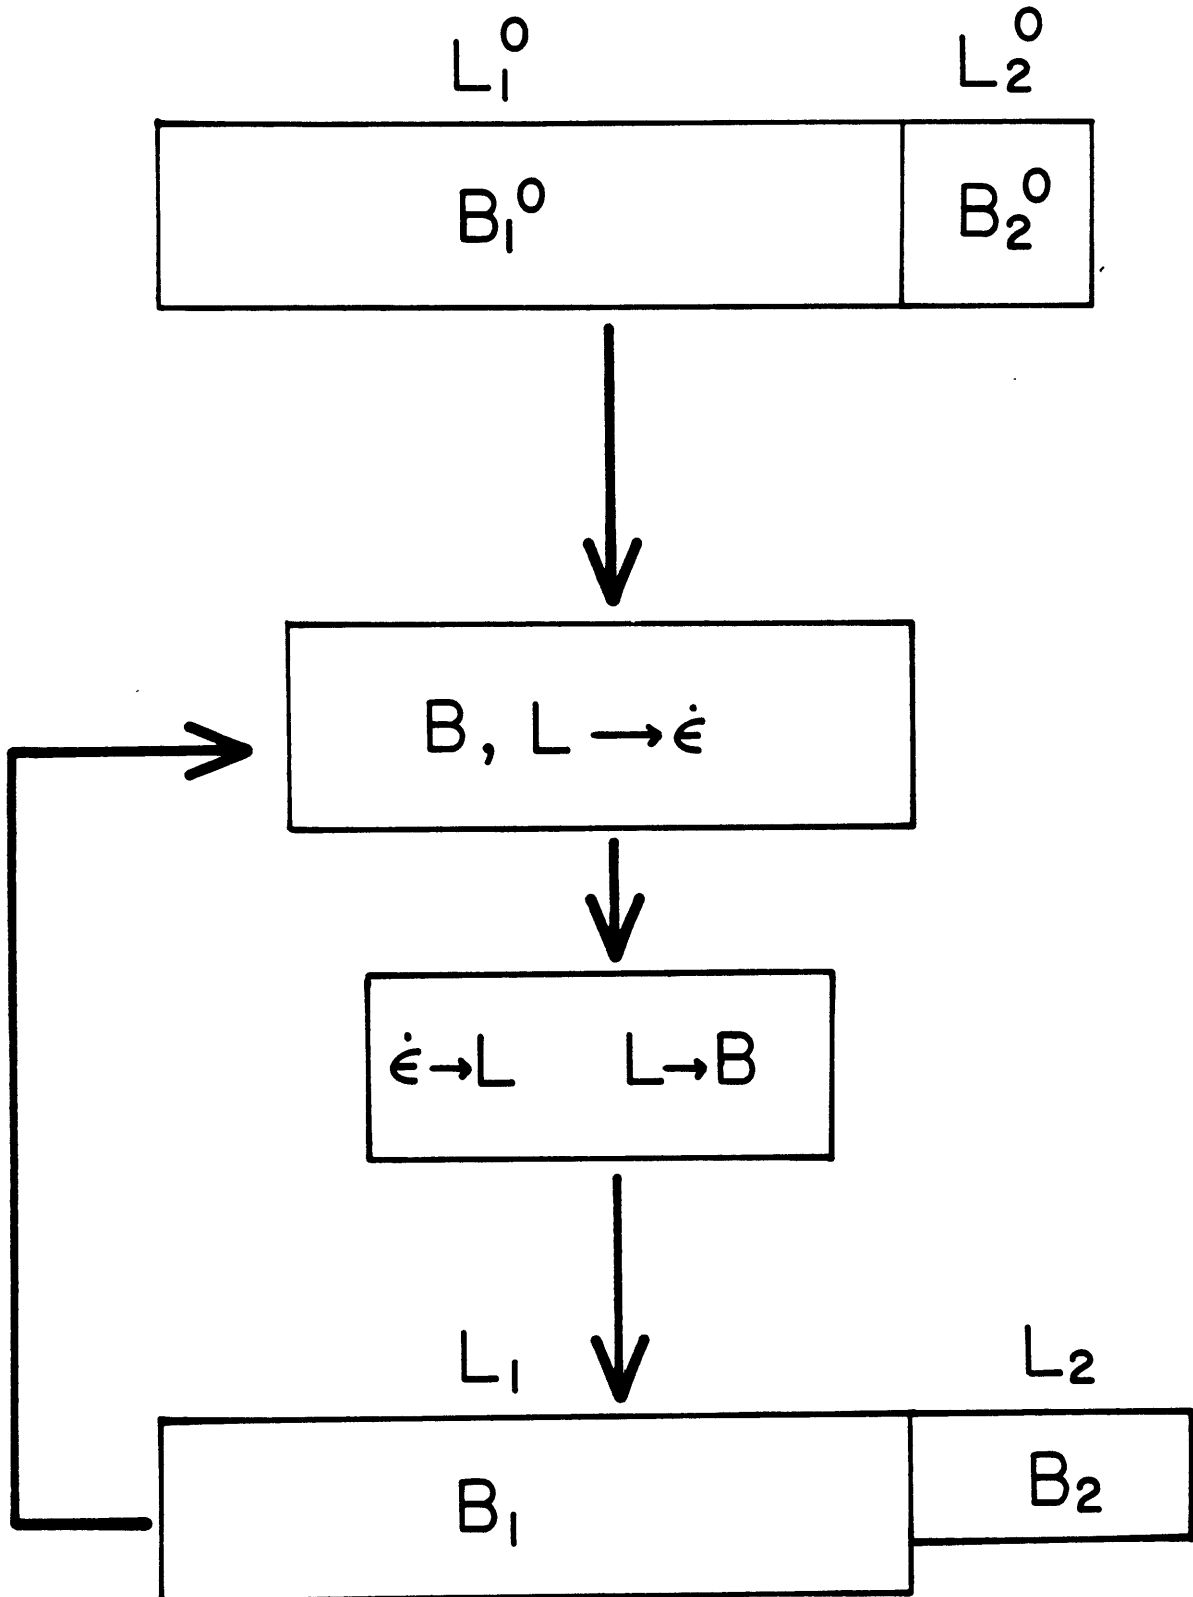 L₁⁰ L₂⁰
B₁⁰ B₂⁰
B, L → ϵ̇
ϵ̇→L L→B
L₁ L₂
B₁ B₂